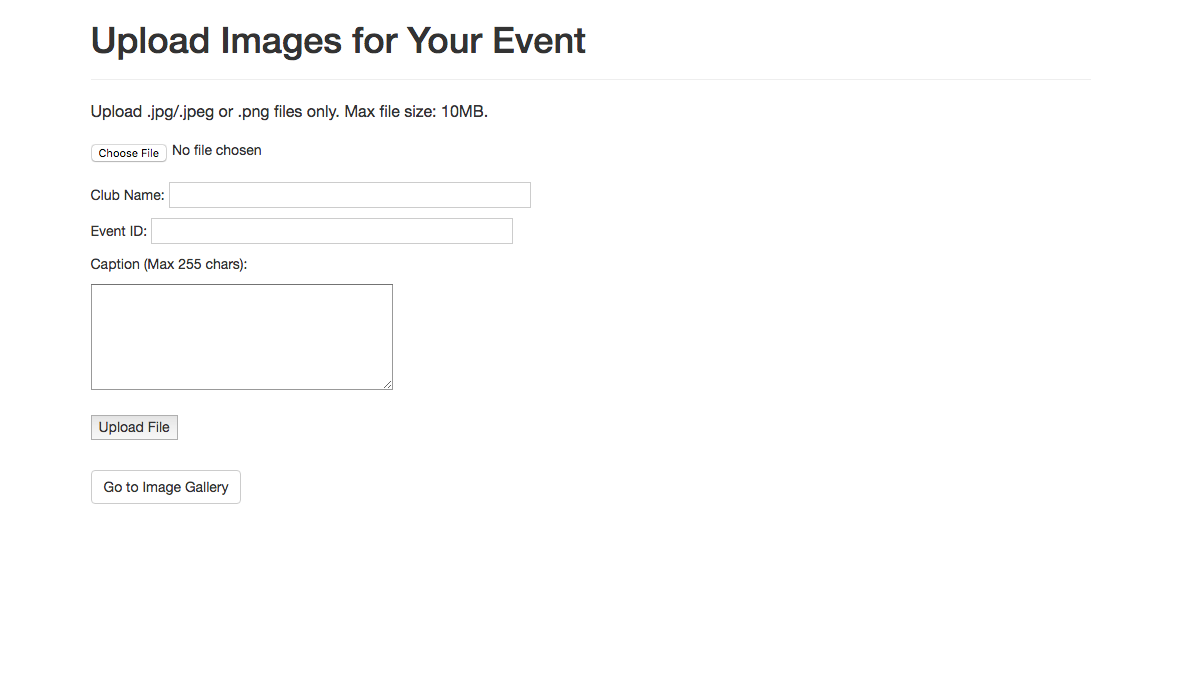 Upload Images for Your Event
Upload .jpg/.jpeg or .png files only. Max file size: 10MB.
Choose File No file chosen
Club Name:
Event ID:
Caption (Max 255 chars):
Upload File
Go to Image Gallery